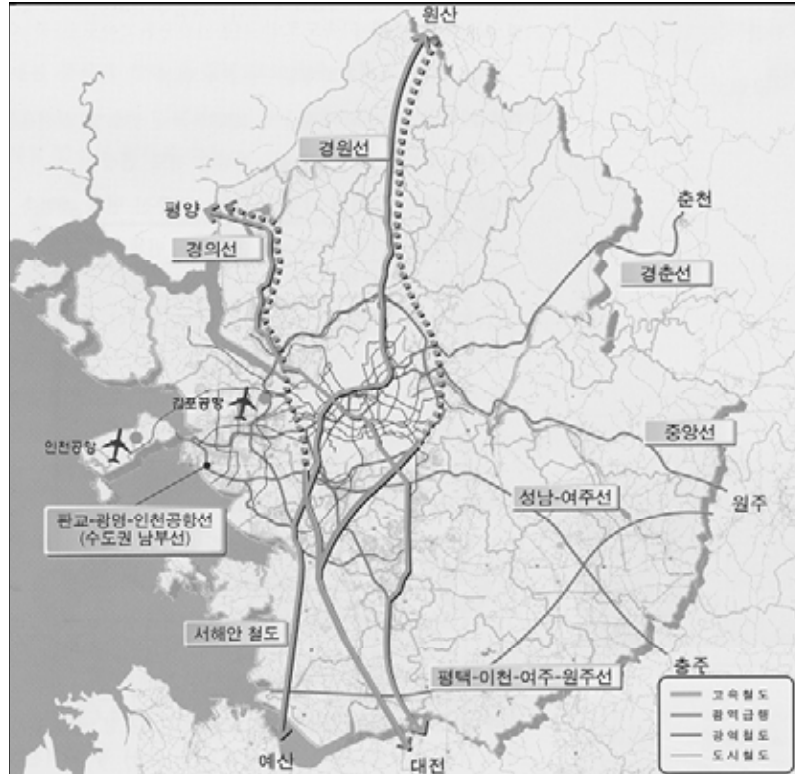 원산
경원선
평양
경의선
춘천
경춘선
김포공항
인천공항
중앙선
원주
성남-여주선
판교-광명-인천공항선
(수도권 남부선)
서해안 철도
평택-이천-여주-원주선
충주
예산
대전
고속철도
광역급행
광역철도
도시철도